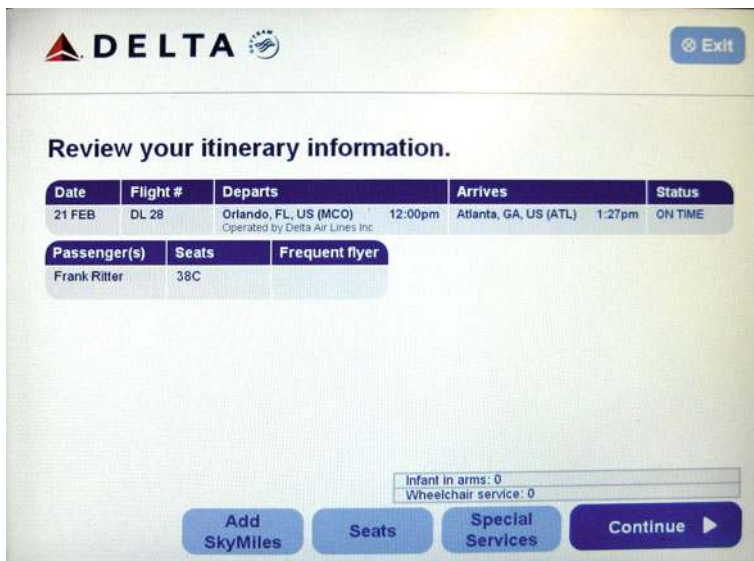 DELTA
Exit
Review your itinerary information.
Date Flight # Departs Arrives Status
21 FEB DL 28 Orlando, FL, US (MCO) 12:00pm Atlanta, GA, US (ATL) 1:27pm ON TIME
Operated by Delta Air Lines Inc
Passenger(s) Seats Frequent flyer
Frank Ritter 38C
Infant in arms: 0
Wheelchair service: 0
Add
SkyMiles
Seats
Special
Services
Continue